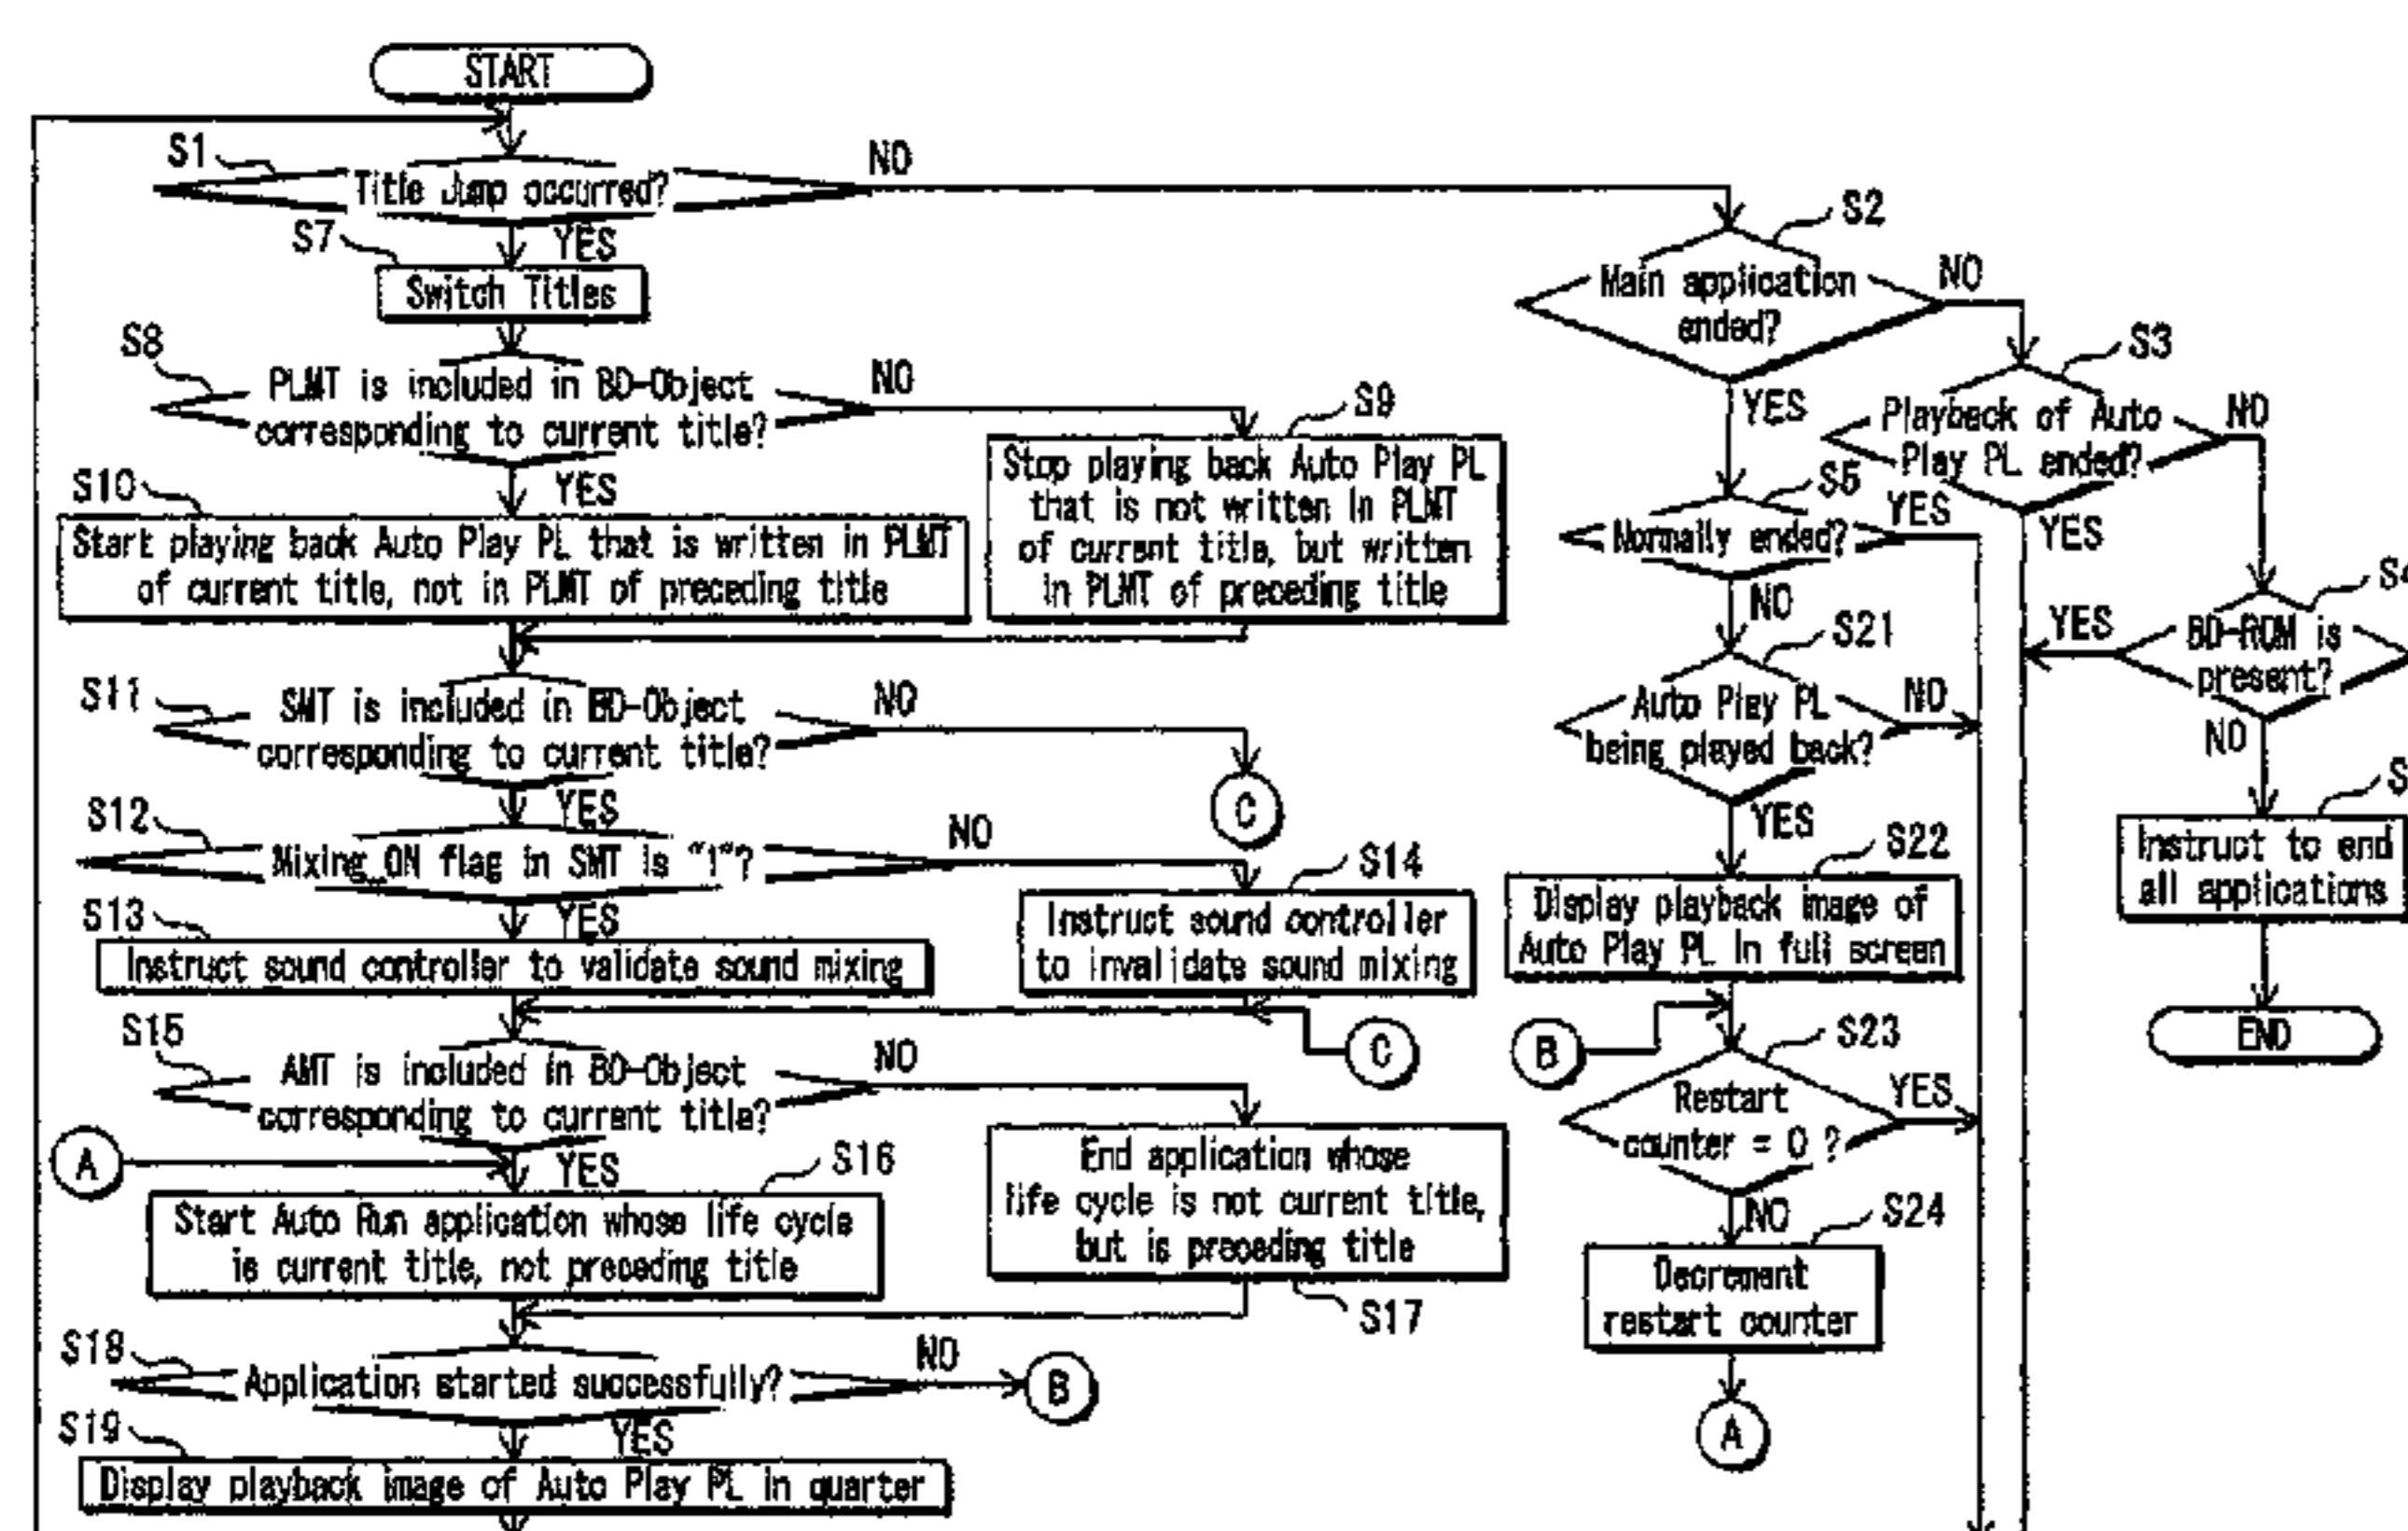 START
S1
Title Jump occurred?
NO
YES
S7
Switch Titles
S8
PLMT is included in BD-Object
corresponding to current title?
NO
YES
S9
Stop playing back Auto Play PL
that is not written in PLMT
of current title, but written
in PLMT of preceding title
S10
Start playing back Auto Play PL that is written in PLMT
of current title, not in PLMT of preceding title
S11
SMT is included in BD-Object
corresponding to current title?
NO
C
YES
S12
Mixing ON flag in SMT is "1"?
NO
YES
S13
Instruct sound controller to validate sound mixing
S14
Instruct sound controller
to invalidate sound mixing
C
S15
AMT is included in BD-Object
corresponding to current title?
NO
YES
A
S16
Start Auto Run application whose life cycle
is current title, not preceding title
End application whose
life cycle is not current title,
but is preceding title
S17
S18
Application started successfully?
NO
B
YES
S19
Display playback image of Auto Play PL in quarter
S2
Main application
ended?
NO
YES
S3
Playback of Auto
Play PL ended?
NO
YES
BD-ROM is
present?
YES
NO
Instruct to end
all applications
END
S5
Normally ended?
YES
NO
S21
Auto Play PL
being played back?
NO
YES
S22
Display playback image of
Auto Play PL in full screen
B
S23
Restart
counter = 0 ?
YES
NO
S24
Decrement
restart counter
A